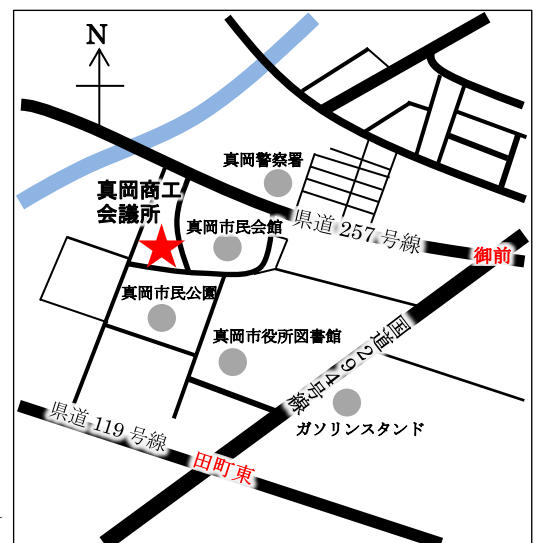 N
真岡警察署
真岡商工
会議所
真岡市民会館
県道 257 号線
御前
真岡市民公園
真岡市役所図書館
国道294号線
ガソリンスタンド
県道 119 号線
田町東